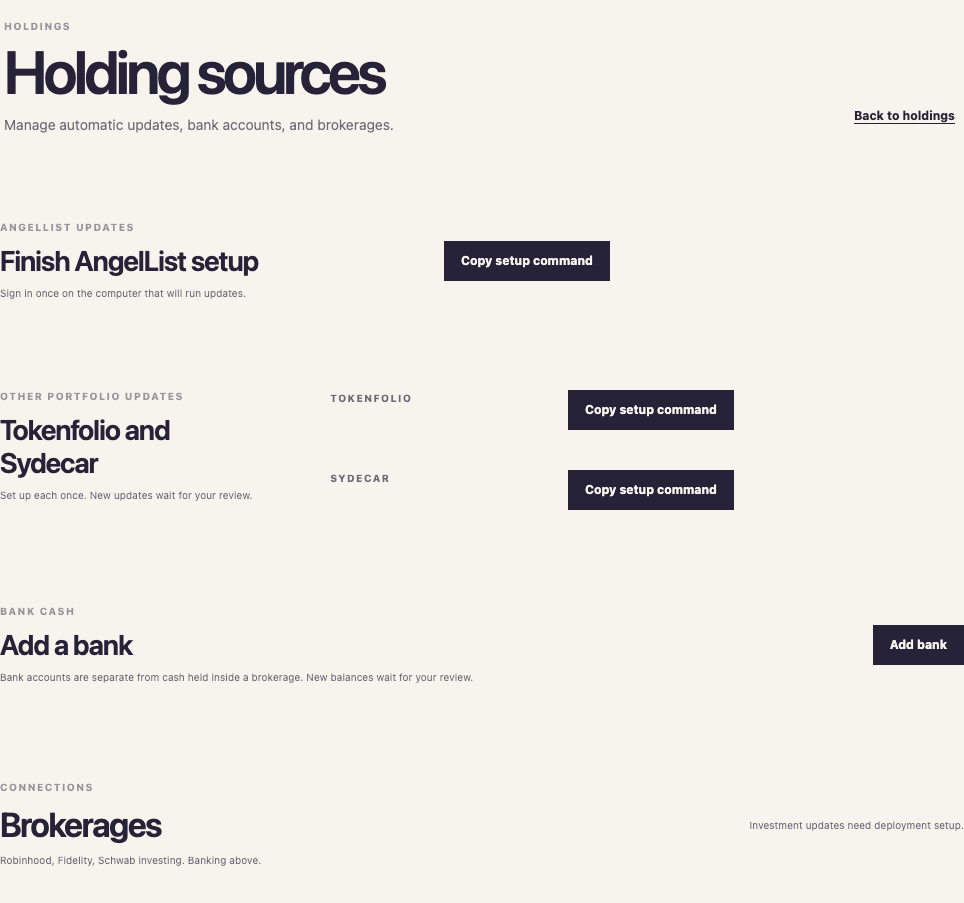 HOLDINGS
Holding sources
Manage automatic updates, bank accounts, and brokerages.
Back to holdings
ANGELLIST UPDATES
Finish AngelList setup
Copy setup command
Sign in once on the computer that will run updates.
OTHER PORTFOLIO UPDATES
Tokenfolio and
Sydecar
Set up each once. New updates wait for your review.
TOKENFOLIO
Copy setup command
SYDECAR
Copy setup command
BANK CASH
Add a bank
Bank accounts are separate from cash held inside a brokerage. New balances wait for your review.
Add bank
CONNECTIONS
Brokerages
Robinhood, Fidelity, Schwab investing. Banking above.
Investment updates need deployment setup.